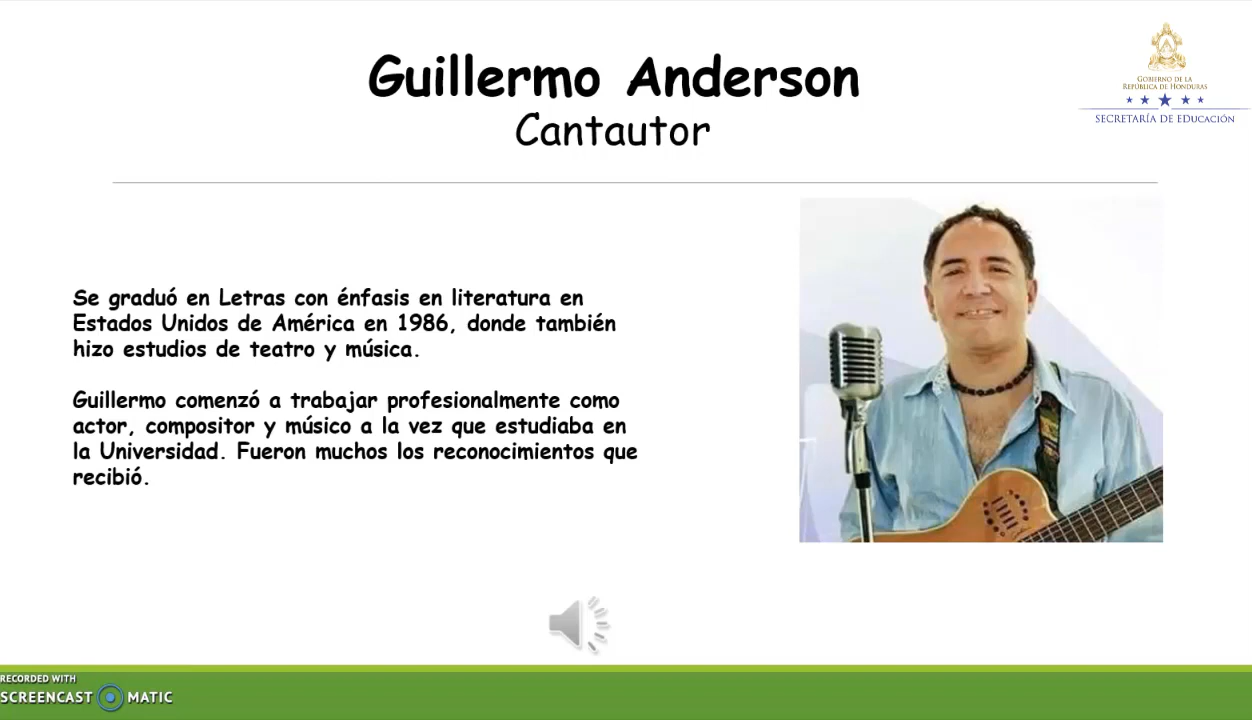 Guillermo Anderson
Cantautor
GOBIERNO DE LA
REPÚBLICA DE HONDURAS
SECRETARÍA DE EDUCACIÓN
Se graduó en Letras con énfasis en literatura en
Estados Unidos de América en 1986, donde también
hizo estudios de teatro y música.
Guillermo comenzó a trabajar profesionalmente como
actor, compositor y músico a la vez que estudiaba en
la Universidad. Fueron muchos los reconocimientos que
recibió.
RECORDED WITH
SCREENCAST MATIC